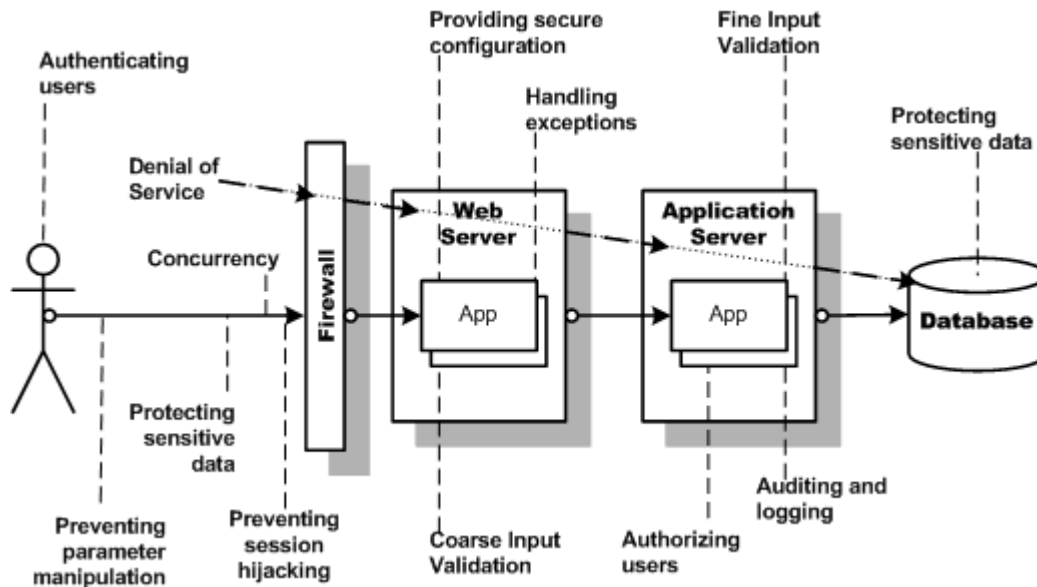 Providing secure
configuration
Fine Input
Validation
Authenticating
users
Handling
exceptions
Protecting
sensitive data
Denial of
Service
Web
Server
Application
Server
Concurrency
Firewall
App
App
Database
Protecting
sensitive
data
Preventing
parameter
manipulation
Preventing
session
hijacking
Coarse Input
Validation
Authorizing
users
Auditing and
logging